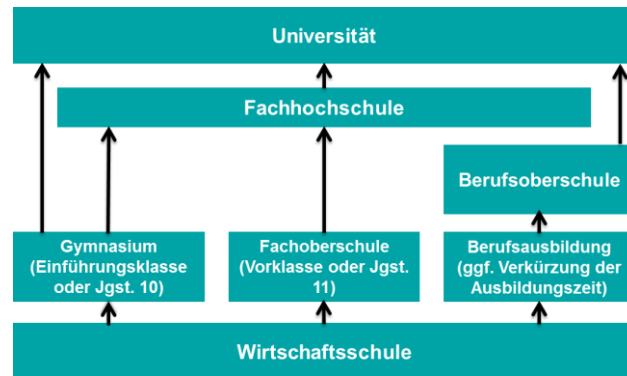 Universität
Fachhochschule
Berufsoberschule
Gymnasium
(Einführungsklasse
oder Jgst. 10)
Fachoberschule
(Vorklasse oder Jgst.
11)
Berufsausbildung
(ggf. Verkürzung der
Ausbildungszeit)
Wirtschaftsschule